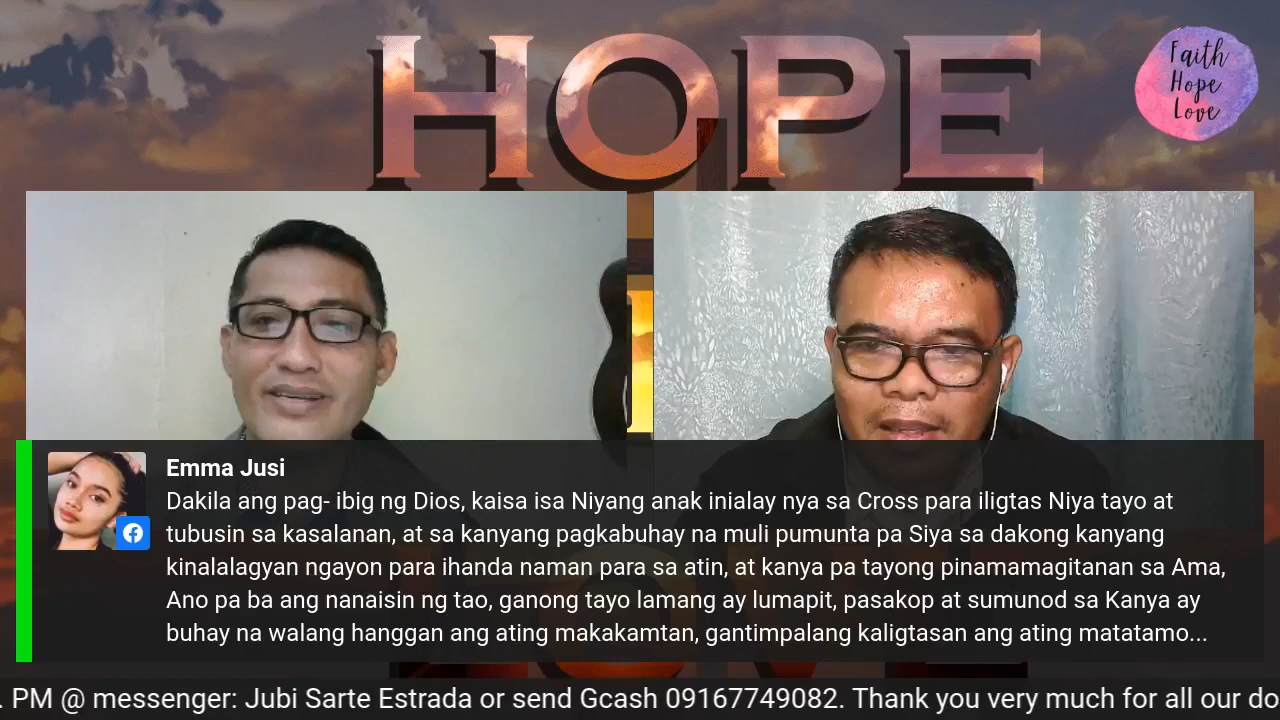 HOPE
Faith
Hope
Love
Emma Jusi
Dakila ang pag- ibig ng Dios, kaisa isa Niyang anak inialay nya sa Cross para iligtas Niya tayo at
tubusin sa kasalanan, at sa kanyang pagkabuhay na muli pumunta pa Siya sa dakong kanyang
kinalalagyan ngayon para ihanda naman para sa atin, at kanya pa tayong pinamamagitanan sa Ama,
Ano pa ba ang nanaisin ng tao, ganong tayo lamang ay lumapit, pasakop at sumunod sa Kanya ay
buhay na walang hanggan ang ating makakamtan, gantimpalang kaligtasan ang ating matatamo...
. PM @ messenger: Jubi Sarte Estrada or send Gcash 09167749082. Thank you very much for all our do